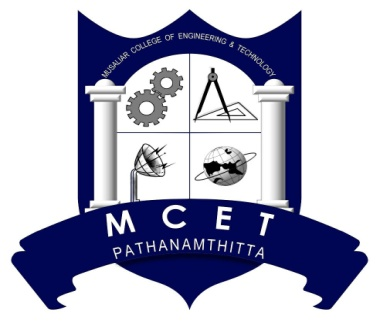 MUSALIAR COLLEGE OF ENGINEERING & TECHNOLOGY
MCET
PATHANAMTHITTA